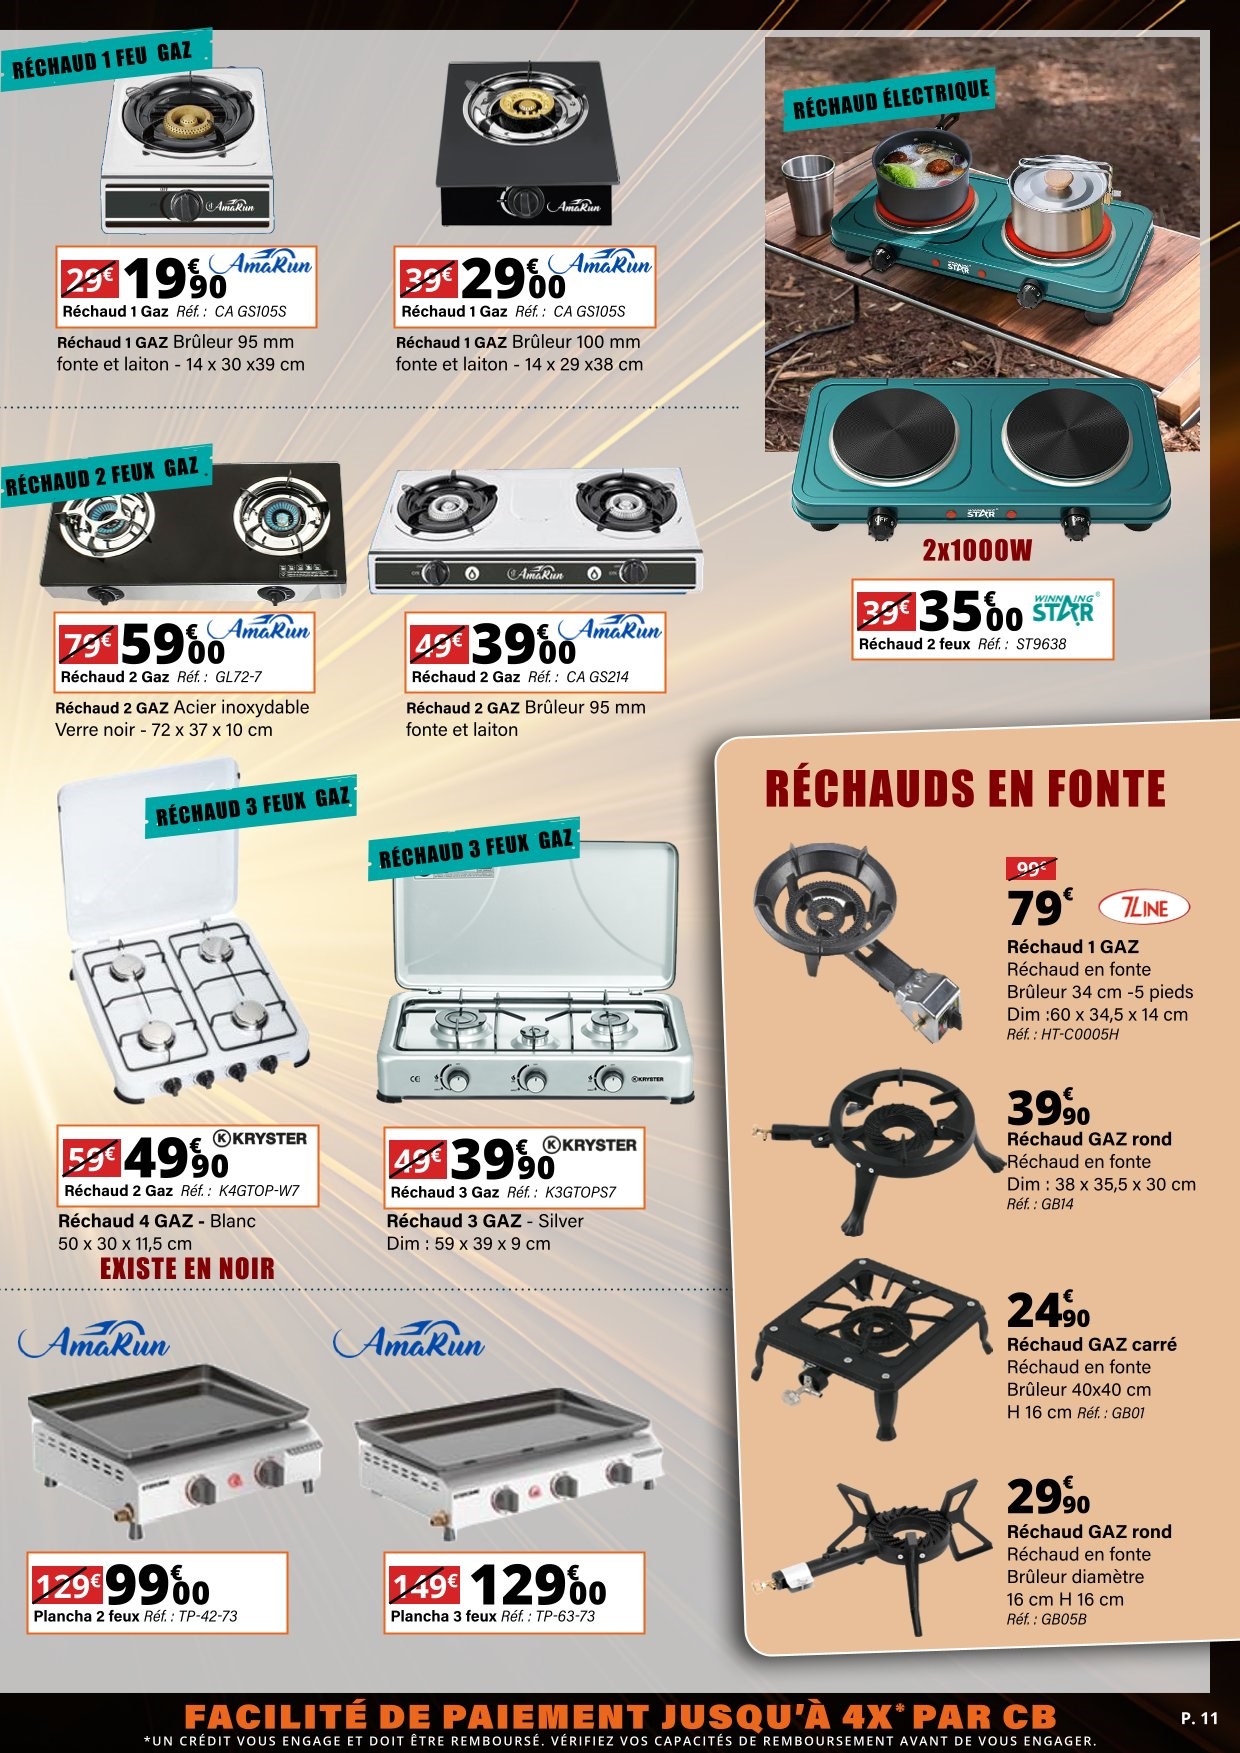 RÉCHAUD 1 FEU GAZ
AmaRun
AmaRun
29€ 19€90 AmaRun
Réchaud 1 Gaz Réf. : CA GS105S
Réchaud 1 GAZ Brûleur 95 mm
fonte et laiton - 14 x 30 x39 cm
39€ 29€00 AmaRun
Réchaud 1 Gaz Réf. : CA GS105S
Réchaud 1 GAZ Brûleur 100 mm
fonte et laiton - 14 x 29 x38 cm
RÉCHAUD ÉLECTRIQUE
WINNING STAR
WINNING STAR
OFF
2x1000W
39€ 35€00 WINNING STAR®
Réchaud 2 feux Réf. : ST9638
RÉCHAUD 2 FEUX GAZ
AmaRun
79€ 59€00 AmaRun
Réchaud 2 Gaz Réf. : GL72-7
Réchaud 2 GAZ Acier inoxydable
Verre noir - 72 x 37 x 10 cm
49€ 39€00 AmaRun
Réchaud 2 Gaz Réf. : CA GS214
Réchaud 2 GAZ Brûleur 95 mm
fonte et laiton
RÉCHAUD 3 FEUX GAZ
RÉCHAUD 3 FEUX GAZ
CE
KRYSTER
59€ 49€90 KRYSTER
Réchaud 2 Gaz Réf. : K4GTOP-W7
Réchaud 4 GAZ - Blanc
50 x 30 x 11,5 cm
EXISTE EN NOIR
49€ 39€90 KRYSTER
Réchaud 3 Gaz Réf. : K3GTOPS7
Réchaud 3 GAZ - Silver
Dim : 59 x 39 x 9 cm
AmaRun
AmaRun
129€ 99€00
Plancha 2 feux Réf. : TP-42-73
149€ 129€00
Plancha 3 feux Réf. : TP-63-73
RÉCHAUDS EN FONTE
99€
79€ 7LINE
Réchaud 1 GAZ
Réchaud en fonte
Brûleur 34 cm -5 pieds
Dim :60 x 34,5 x 14 cm
Réf. : HT-C0005H
39€90
Réchaud GAZ rond
Réchaud en fonte
Dim : 38 x 35,5 x 30 cm
Réf. : GB14
24€90
Réchaud GAZ carré
Réchaud en fonte
Brûleur 40x40 cm
H 16 cm Réf. : GB01
29€90
Réchaud GAZ rond
Réchaud en fonte
Brûleur diamètre
16 cm H 16 cm
Réf. : GB05B
FACILITÉ DE PAIEMENT JUSQU'À 4X* PAR CB
*UN CRÉDIT VOUS ENGAGE ET DOIT ÊTRE REMBOURSÉ. VÉRIFIEZ VOS CAPACITÉS DE REMBOURSEMENT AVANT DE VOUS ENGAGER.
P. 11